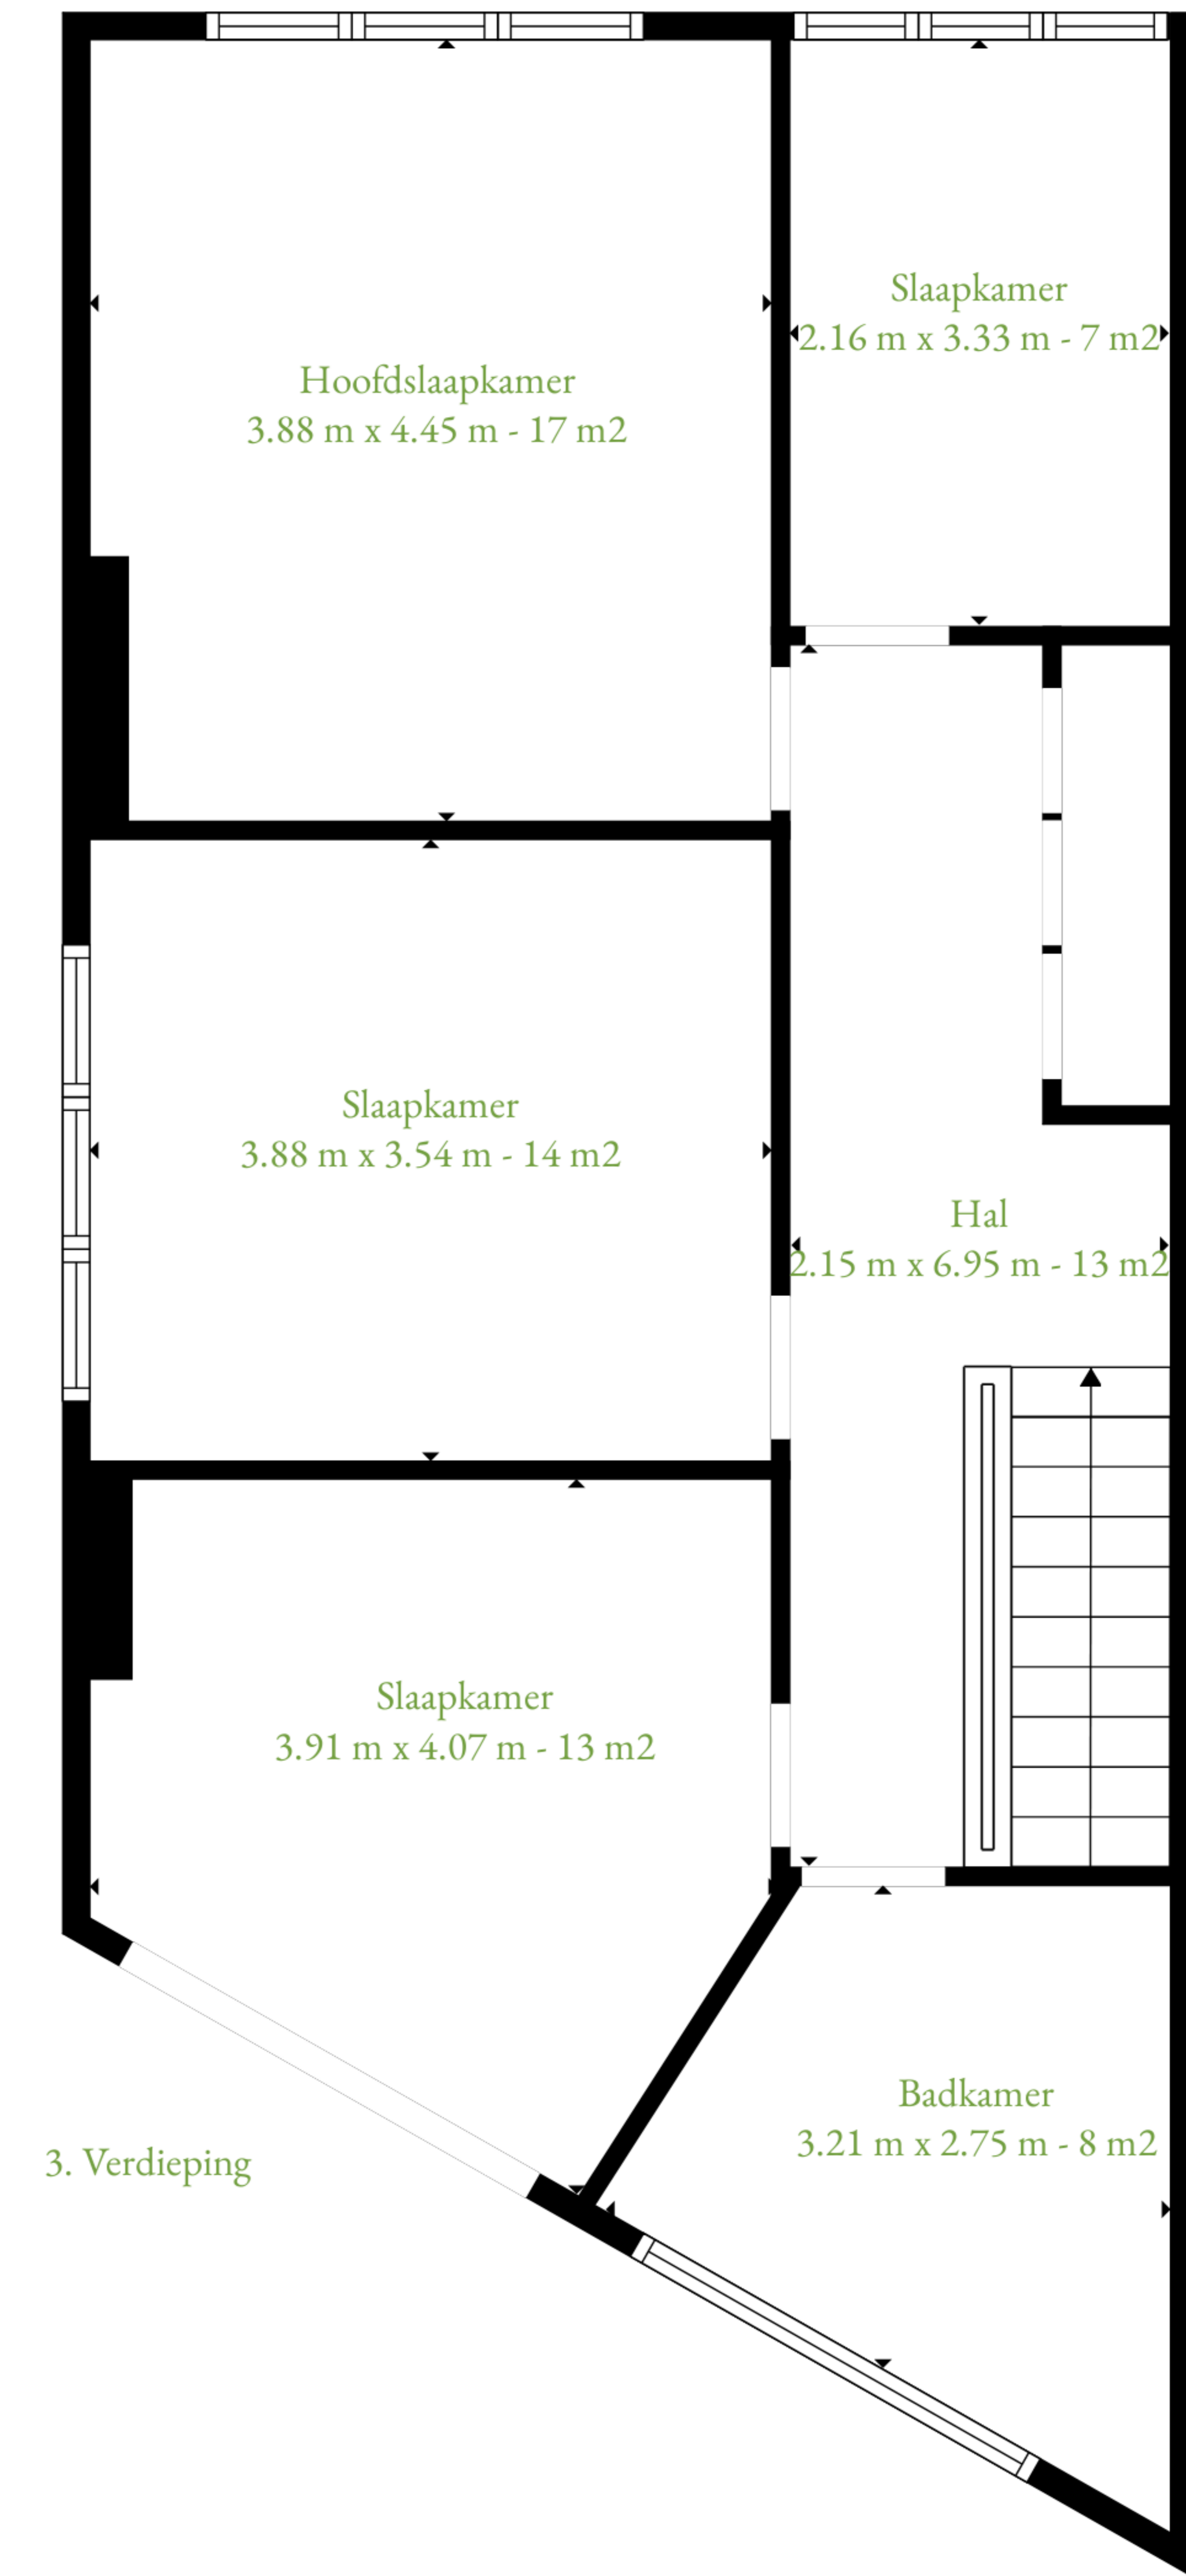 Slaapkamer
2.16 m x 3.33 m - 7 m2
Hoofdslaapkamer
3.88 m x 4.45 m - 17 m2
Slaapkamer
3.88 m x 3.54 m - 14 m2
Hal
2.15 m x 6.95 m - 13 m2
Slaapkamer
3.91 m x 4.07 m - 13 m2
Badkamer
3.21 m x 2.75 m - 8 m2
3. Verdieping